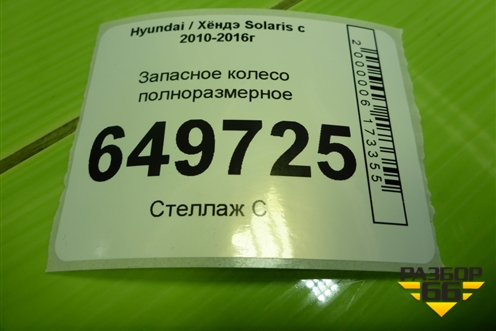 Hyundai / Хёндэ Solaris с
2010-2016г
Запасное колесо
полноразмерное
649725
Стеллаж С
2000006173355
РАЗБОР
66